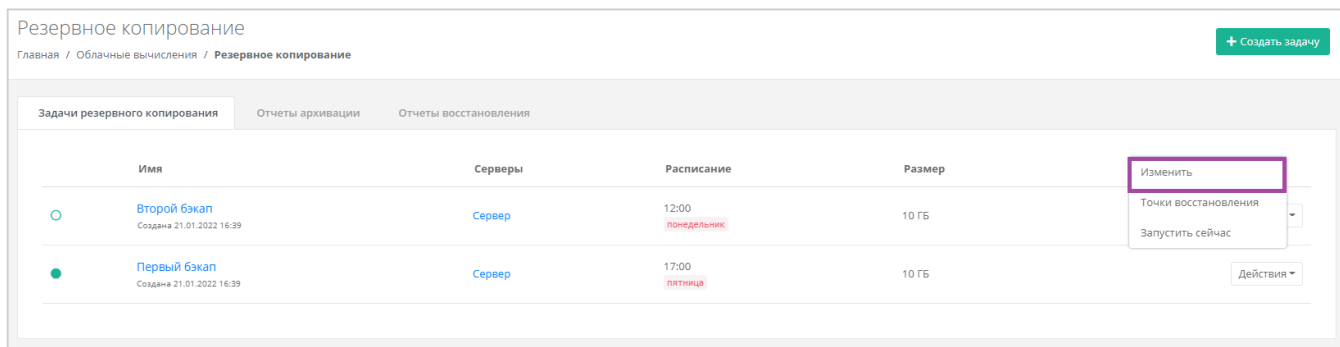 Резервное копирование
Главная / Облачные вычисления / Резервное копирование
+ Создать задачу
Задачи резервного копирования Отчеты архивации Отчеты восстановления
Имя Серверы Расписание Размер
Изменить
Точки восстановления
Запустить сейчас
Второй бэкап Сервер 12:00 10 ГБ
Создана 21.01.2022 16:39 понедельник
Первый бэкап Сервер 17:00 10 ГБ Действия
Создана 21.01.2022 16:39 пятница